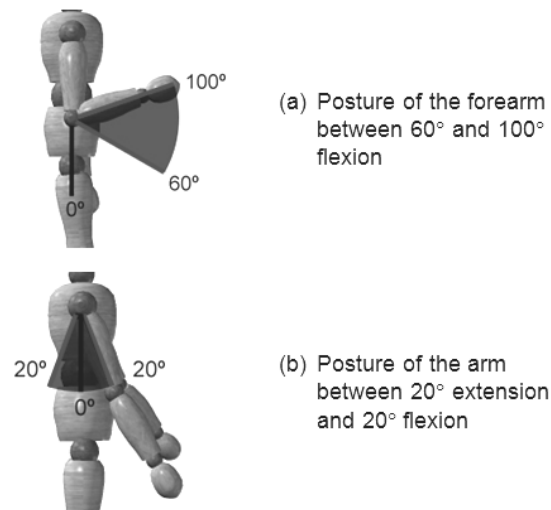 100º
(a) Posture of the forearm
between 60° and 100°
flexion
60º
0º
20º
20º
0º
(b) Posture of the arm
between 20° extension
and 20° flexion